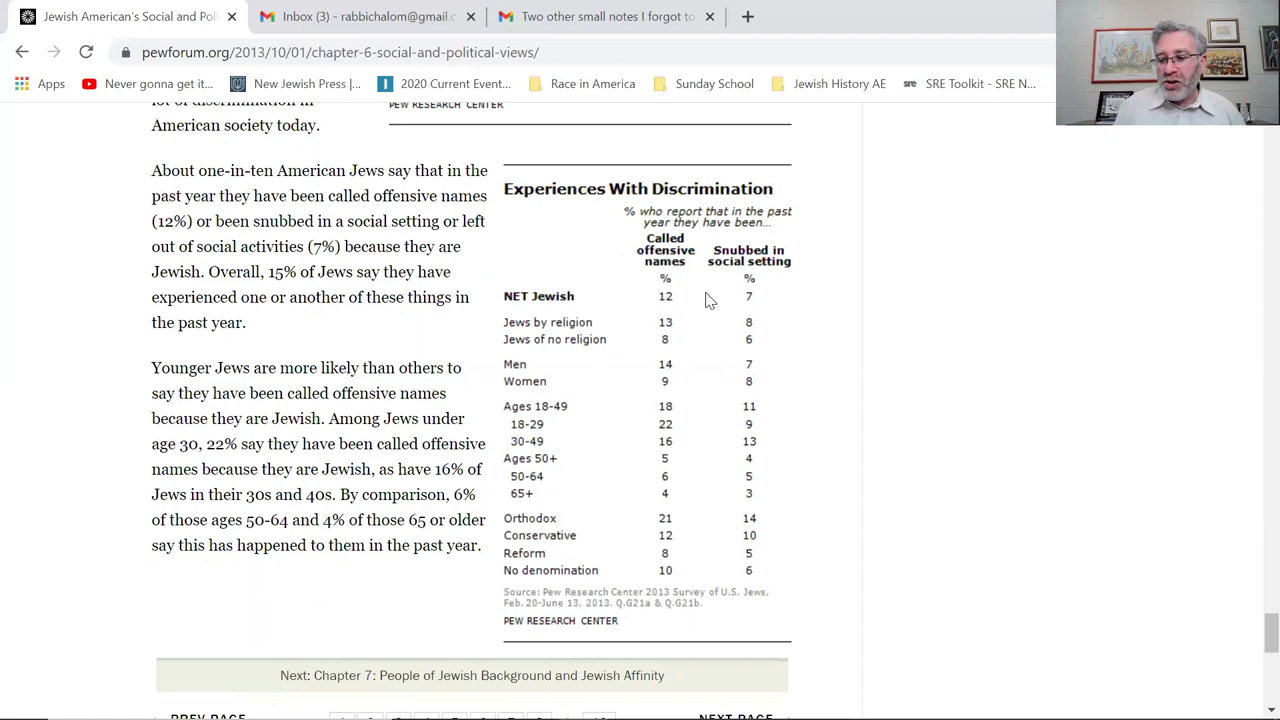 Jewish American's Social and Poli
Inbox (3) - rabbichalom@gmail
Two other small notes I forgot to
pewforum.org/2013/10/01/chapter-6-social-and-political-views/
Apps
Never gonna get it...
New Jewish Press |...
2020CurrentEvent...
Race in America
Sunday School
Jewish History AE
sre
SRE Toolkit - SRE N...
lot of discrimination in
American society today.
PEW RESEARCH CENTER
About one-in-ten American Jews say that in the
past year they have been called offensive names
(12%) or been snubbed in a social setting or left
out of social activities (7%) because they are
Jewish. Overall, 15% of Jews say they have
experienced one or another of these things in
the past year.
Younger Jews are more likely than others to
say they have been called offensive names
because they are Jewish. Among Jews under
age 30, 22% say they have been called offensive
names because they are Jewish, as have 16% of
Jews in their 30s and 40s. By comparison, 6%
of those ages 50-64 and 4% of those 65 or older
say this has happened to them in the past year.
Experiences With Discrimination
% who report that in the past
year they have been...
Called
offensive Snubbed in
names social setting
% %
NET Jewish 12 7
Jews by religion 13 8
Jews of no religion 8 6
Men 14 7
Women 9 8
Ages 18-49 18 11
18-29 22 9
30-49 16 13
Ages 50+ 5 4
50-64 6 5
65+ 4 3
Orthodox 21 14
Conservative 12 10
Reform 8 5
No denomination 10 6
Source: Pew Research Center 2013 Survey of U.S. Jews,
Feb. 20-June 13, 2013. Q.G21a & Q.G21b.
PEW RESEARCH CENTER
Next: Chapter 7: People of Jewish Background and Jewish Affinity
PREV PAGE
NEXT PAGE